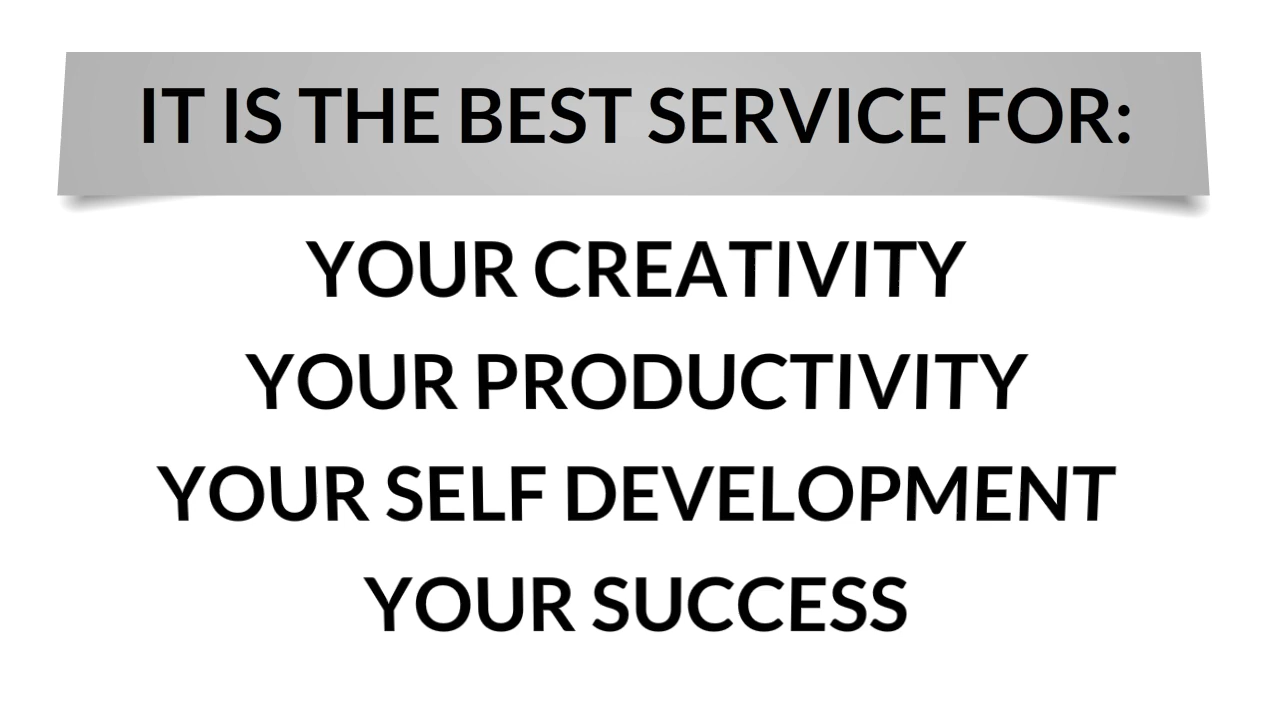 IT IS THE BEST SERVICE FOR:
YOUR CREATIVITY
YOUR PRODUCTIVITY
YOUR SELF DEVELOPMENT
YOUR SUCCESS